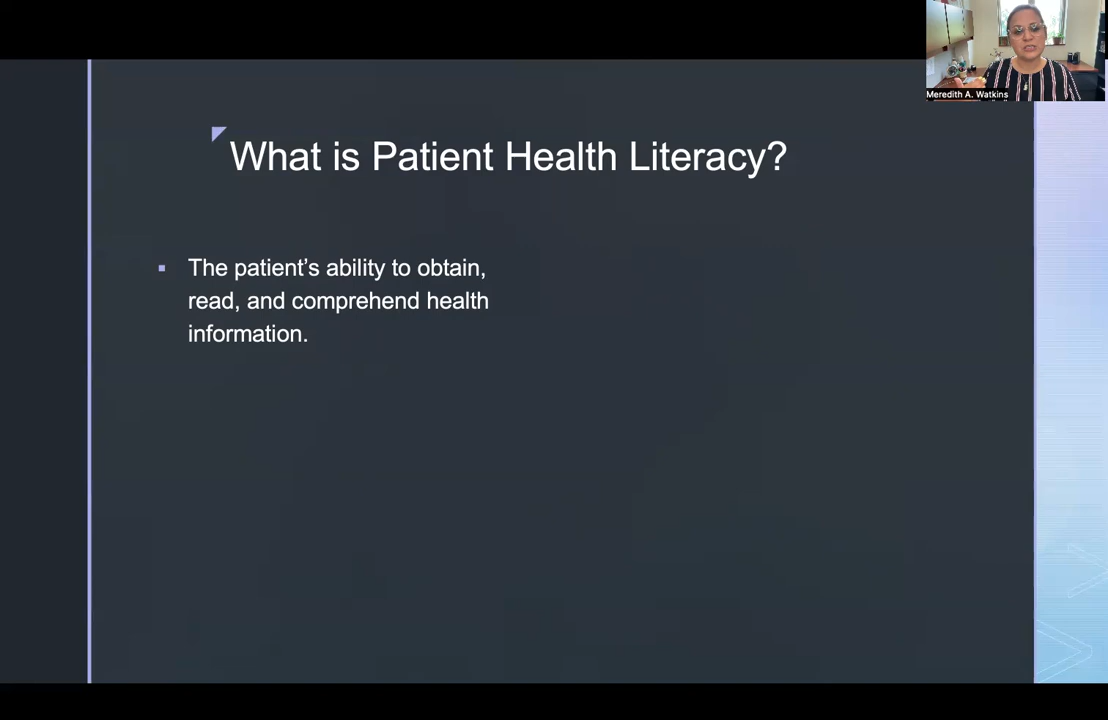 Meredith A. Watkins
What is Patient Health Literacy?
▪ The patient’s ability to obtain,
read, and comprehend health
information.